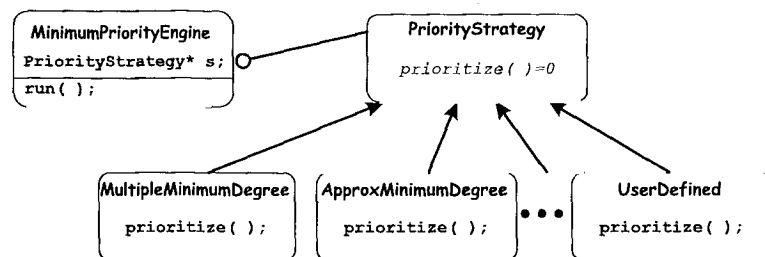 MinimumPriorityEngine
PriorityStrategy* s;
run( );
PriorityStrategy
prioritize( )=0
MultipleMinimumDegree
prioritize( );
ApproxMinimumDegree
prioritize( );
•••
UserDefined
prioritize( );